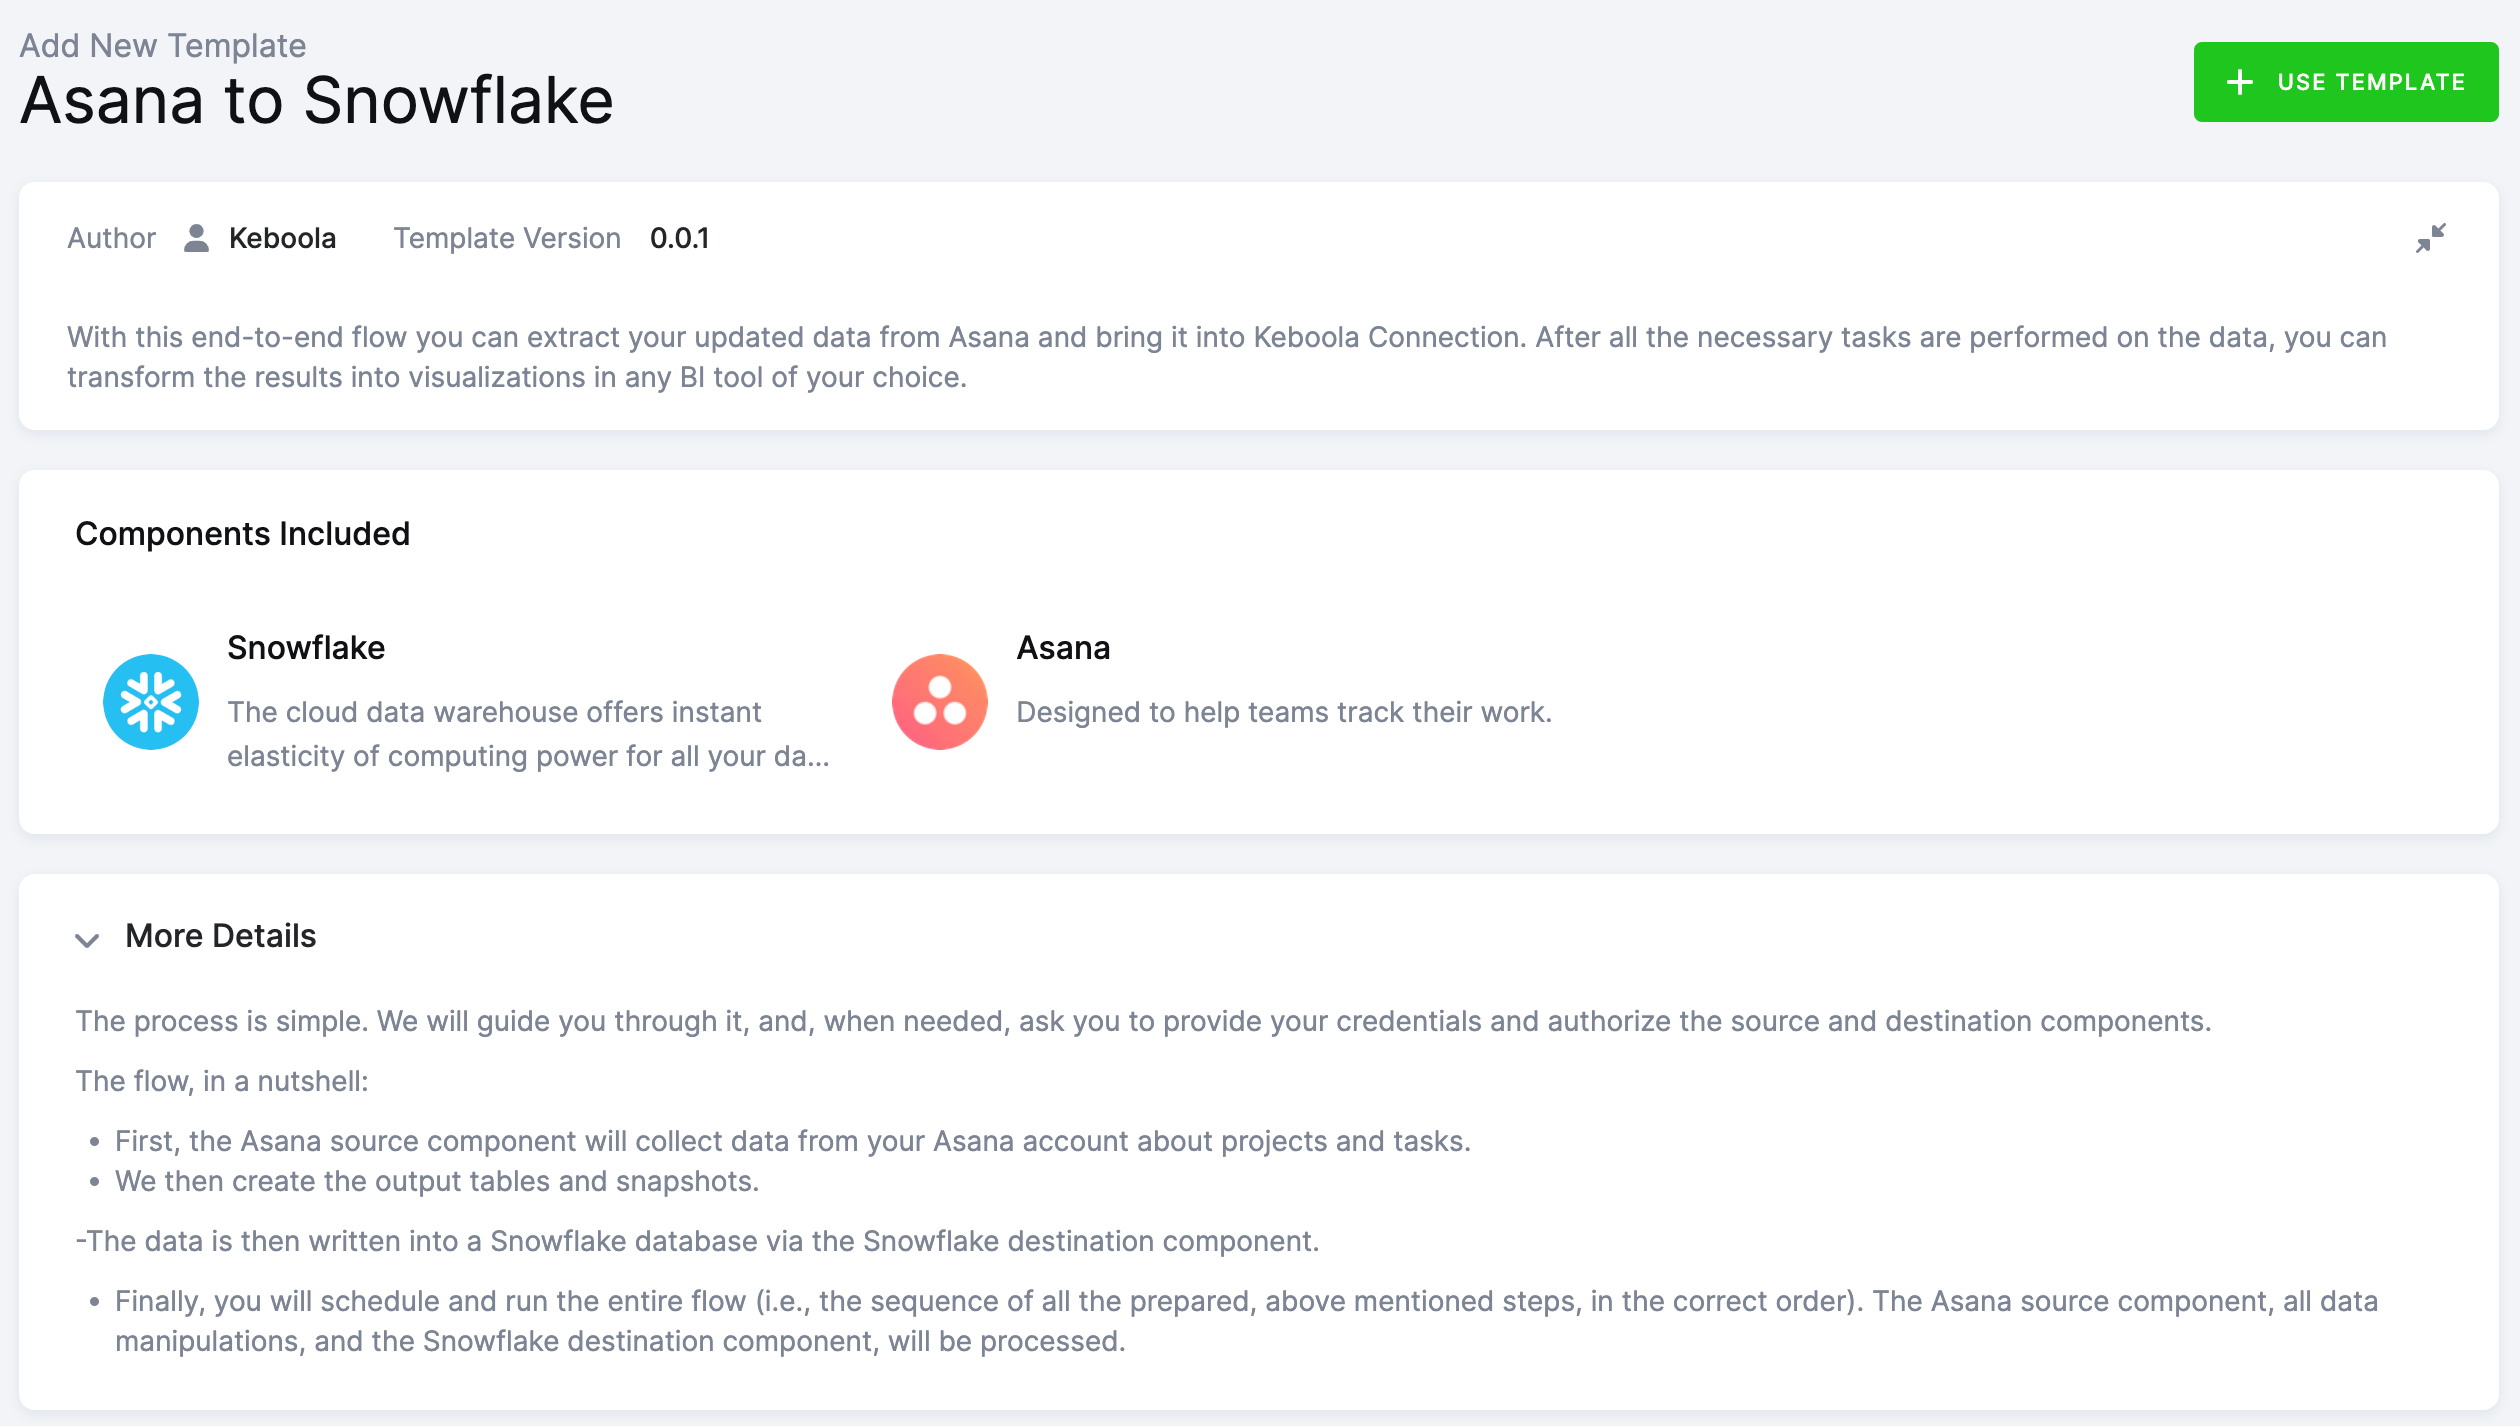 Add New Template
Asana to Snowflake
USE TEMPLATE
Author Keboola Template Version 0.0.1
With this end-to-end flow you can extract your updated data from Asana and bring it into Keboola Connection. After all the necessary tasks are performed on the data, you can
transform the results into visualizations in any BI tool of your choice.
Components Included
Snowflake
The cloud data warehouse offers instant
elasticity of computing power for all your da...
Asana
Designed to help teams track their work.
More Details
The process is simple. We will guide you through it, and, when needed, ask you to provide your credentials and authorize the source and destination components.
The flow, in a nutshell:
• First, the Asana source component will collect data from your Asana account about projects and tasks.
• We then create the output tables and snapshots.
-The data is then written into a Snowflake database via the Snowflake destination component.
• Finally, you will schedule and run the entire flow (i.e., the sequence of all the prepared, above mentioned steps, in the correct order). The Asana source component, all data
manipulations, and the Snowflake destination component, will be processed.